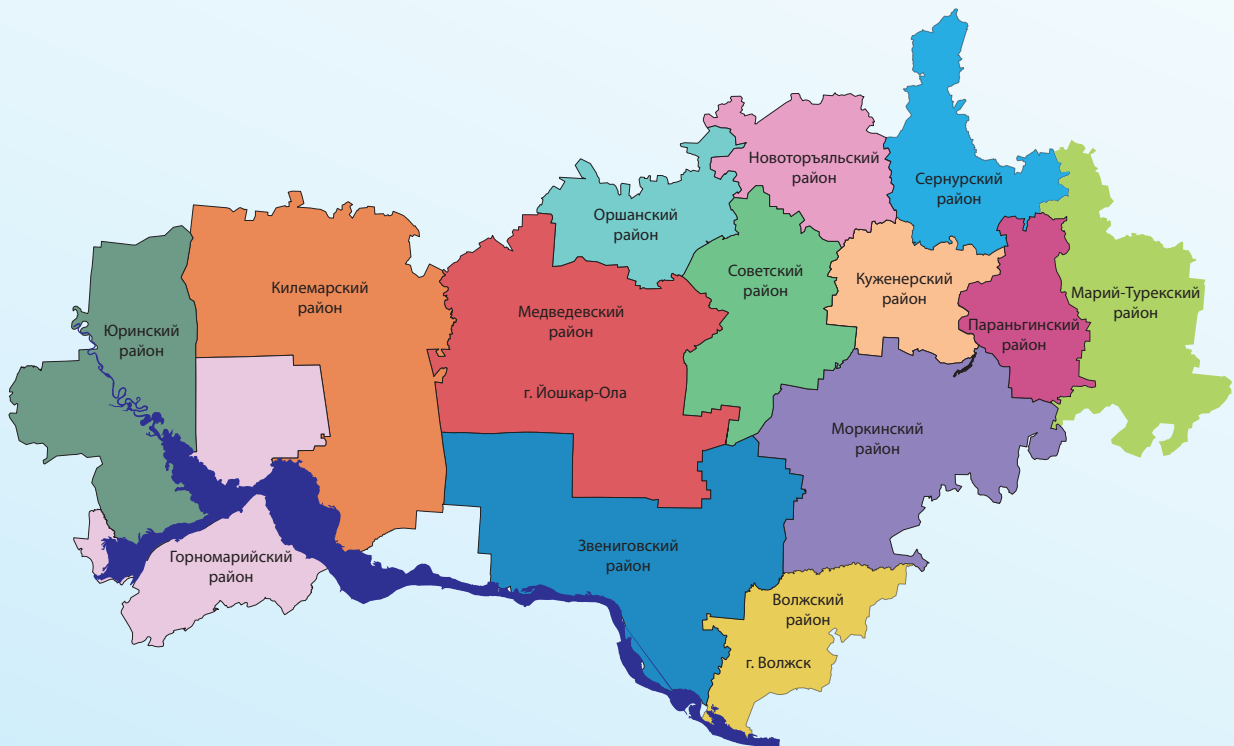 Новоторъяльский
район
Сернурский
район
Оршанский
район
Советский
район
Куженерский
район
Килемарский
район
Марий-Турекский
район
Медведевский
район
Юринский
район
Параньгинский
район
г. Йошкар-Ола
Моркинский
район
Звениговский
район
Горномарийский
район
Волжский
район
г. Волжск